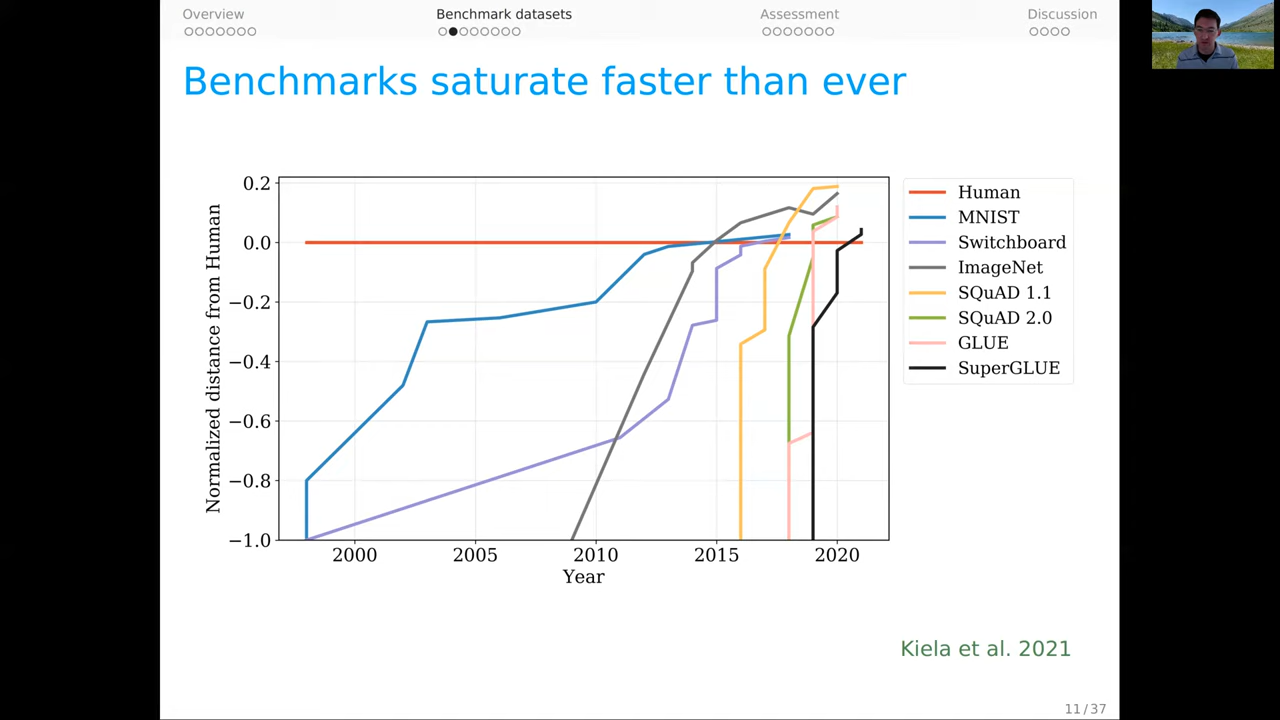 Overview
Benchmark datasets
Assessment
Discussion
Benchmarks saturate faster than ever
Normalized distance from Human
0.2
0.0
−0.2
−0.4
−0.6
−0.8
−1.0
2000
2005
2010
2015
2020
Year
Human
MNIST
Switchboard
ImageNet
SQuAD 1.1
SQuAD 2.0
GLUE
SuperGLUE
Kiela et al. 2021
11 / 37